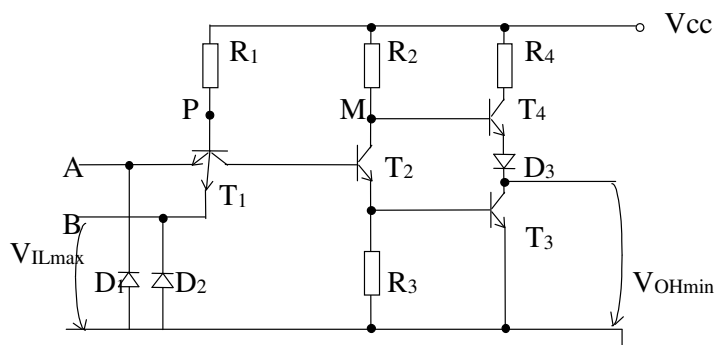 Vcc
R1 R2 R4
P M T4
A T2 D3
T1
B T3
VILmax
D1 D2 R3 VOHmin